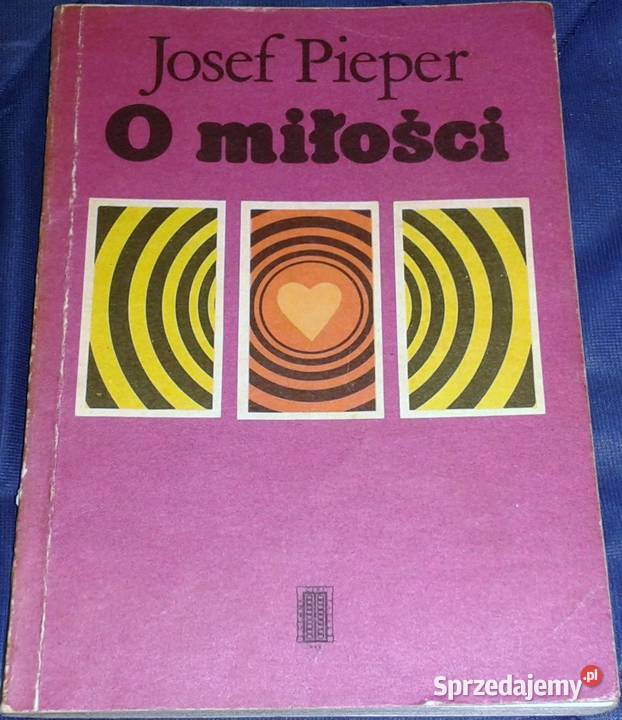 Josef Pieper
O miłości
Sprzedajemy.pl